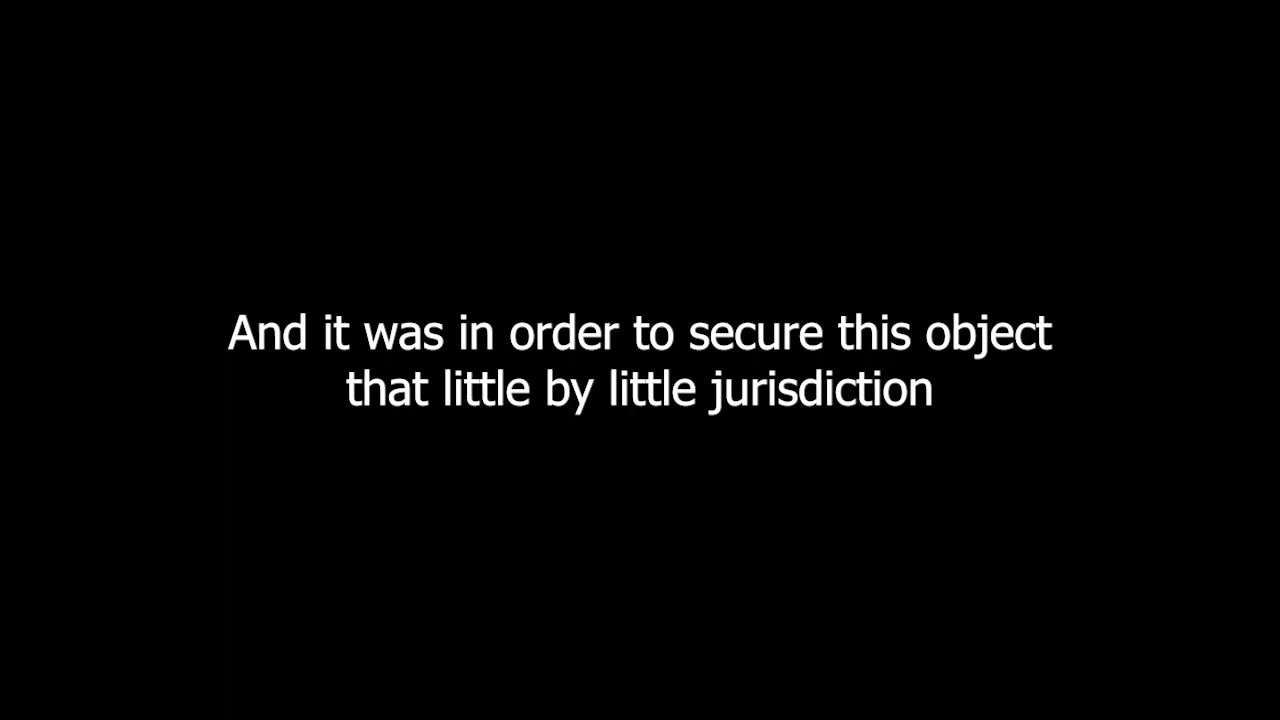 And it was in order to secure this object
that little by little jurisdiction